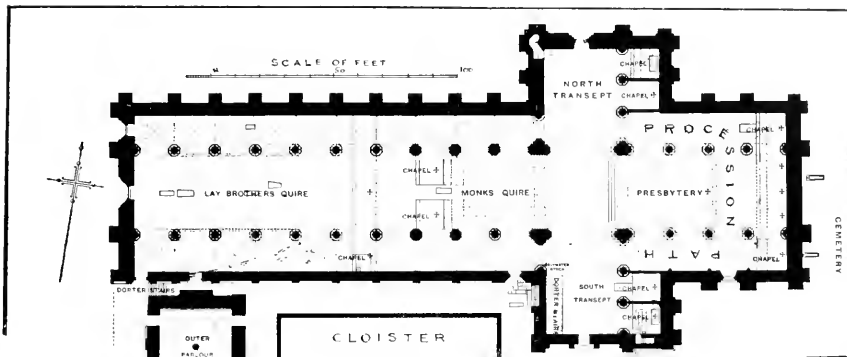 SCALE OF FEET
50
100
NORTH
TRANSEPT
CHAPEL
CHAPEL
PROCESSION
PATH
CHAPEL
LAY BROTHERS QUIRE
CHAPEL
MONKS QUIRE
PRESBYTERY
CHAPEL
CHAPEL
CHAPEL
CEMETERY
DORTER STAIRS
DORTER STAIRS
SOUTH
TRANSEPT
CHAPEL
CHAPEL
OUTER
PARLOUR
CLOISTER